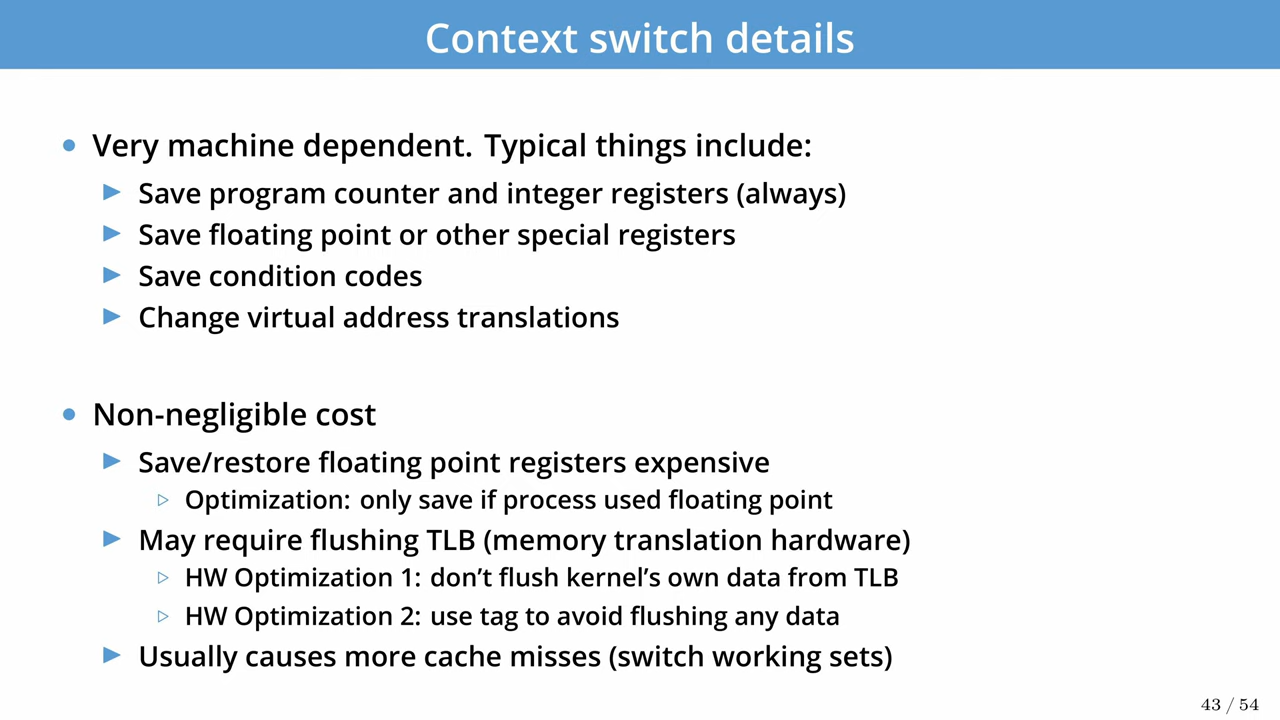 Context switch details
• Very machine dependent. Typical things include:
▶ Save program counter and integer registers (always)
▶ Save floating point or other special registers
▶ Save condition codes
▶ Change virtual address translations
• Non-negligible cost
▶ Save/restore floating point registers expensive
▷ Optimization: only save if process used floating point
▶ May require flushing TLB (memory translation hardware)
▷ HW Optimization 1: don’t flush kernel’s own data from TLB
▷ HW Optimization 2: use tag to avoid flushing any data
▶ Usually causes more cache misses (switch working sets)
43 / 54